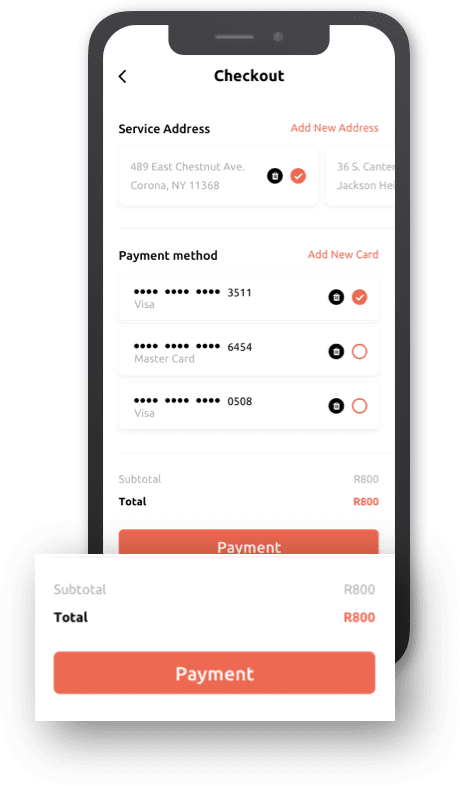 Checkout
Service Address Add New Address
489 East Chestnut Ave. 36 S. Canter
Corona, NY 11368 Jackson Hei
Payment method Add New Card
•••• •••• •••• 3511
Visa
•••• •••• •••• 6454
Master Card
•••• •••• •••• 0508
Visa
Subtotal R800
Total R800
Payment
Subtotal R800
Total R800
Payment